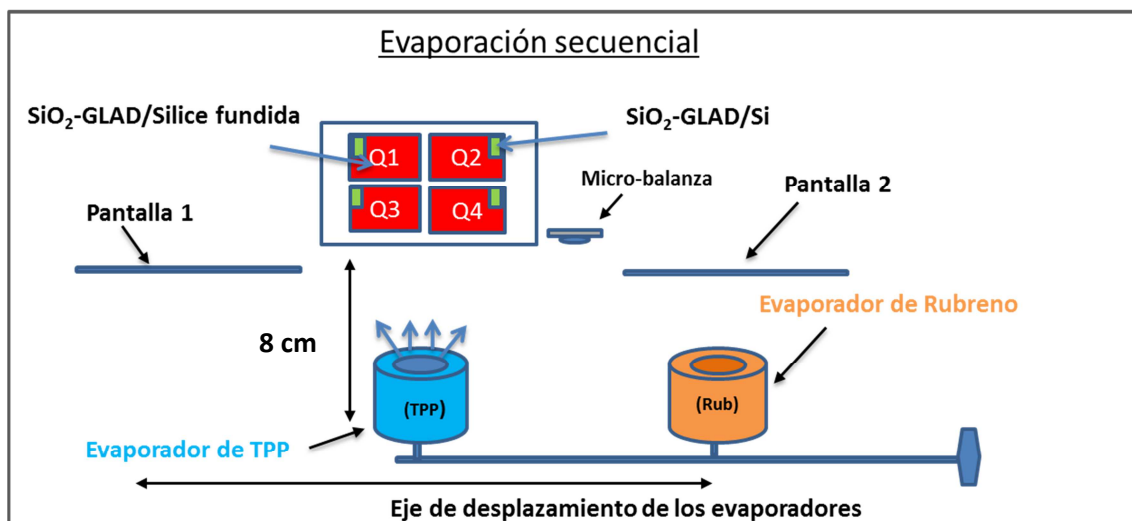 Evaporación secuencial
SiO₂-GLAD/Silice fundida
SiO₂-GLAD/Si
Q1
Q2
Q3
Q4
Micro-balanza
Pantalla 1
Pantalla 2
Evaporador de Rubreno
8 cm
(TPP)
(Rub)
Evaporador de TPP
Eje de desplazamiento de los evaporadores